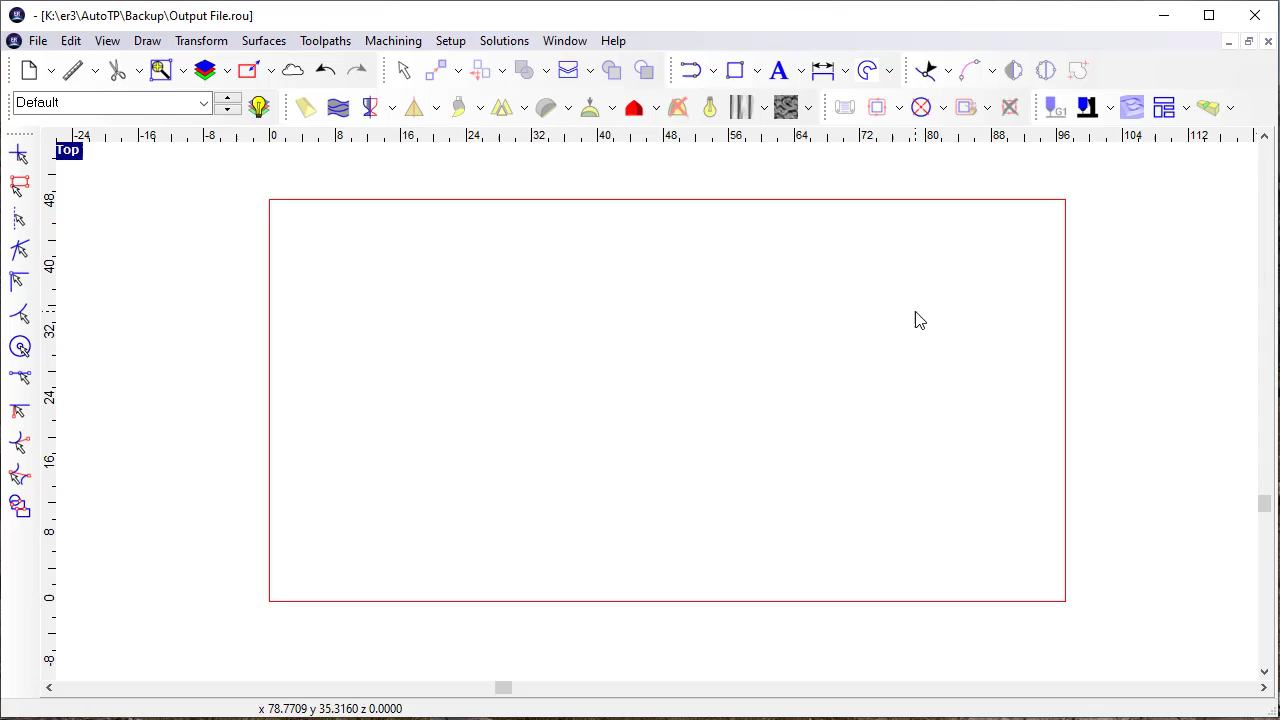 - [K:\er3\AutoTP\Backup\Output File.rou]
File Edit View Draw Transform Surfaces Toolpaths Machining Setup Solutions Window Help
Default
G1
-24 -16 -8 0 8 16 24 32 40 48 56 64 72 80 88 96 104 112
Top
48
40
32
24
16
8
0
-8
x 78.7709 y 35.3160 z 0.0000